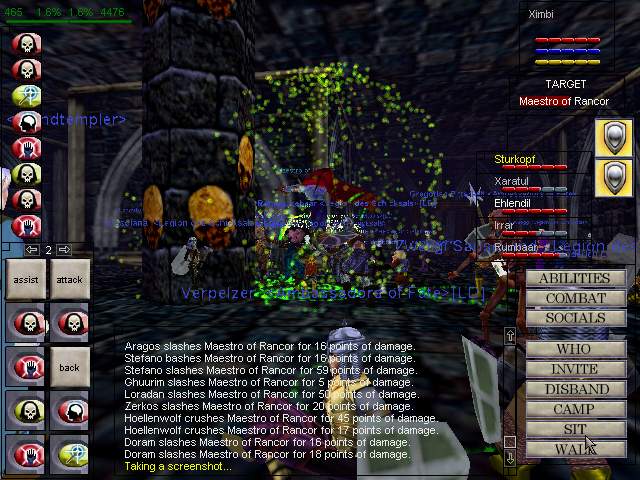 465 1.6% 1.6% 4476
Ximbi
TARGET
Maestro of Rancor
ndtempler>
Sturkopf
Xaratul
Ehlendil
Irrar
Rumbaar
2
assist
attack
back
Verpelzer
of Fate>[LD]
ABILITIES
COMBAT
SOCIALS
WHO
INVITE
DISBAND
CAMP
SIT
WALK
Aragos slashes Maestro of Rancor for 16 points of damage.
Stefano bashes Maestro of Rancor for 16 points of damage.
Stefano slashes Maestro of Rancor for 59 points of damage.
Ghuurim slashes Maestro of Rancor for 5 points of damage.
Loradan slashes Maestro of Rancor for 50 points of damage.
Zerkos slashes Maestro of Rancor for 20 points of damage.
Hoellenwolf crushes Maestro of Rancor for 45 points of damage.
Hoellenwolf crushes Maestro of Rancor for 17 points of damage.
Doram slashes Maestro of Rancor for 16 points of damage.
Doram slashes Maestro of Rancor for 18 points of damage.
Taking a screenshot...